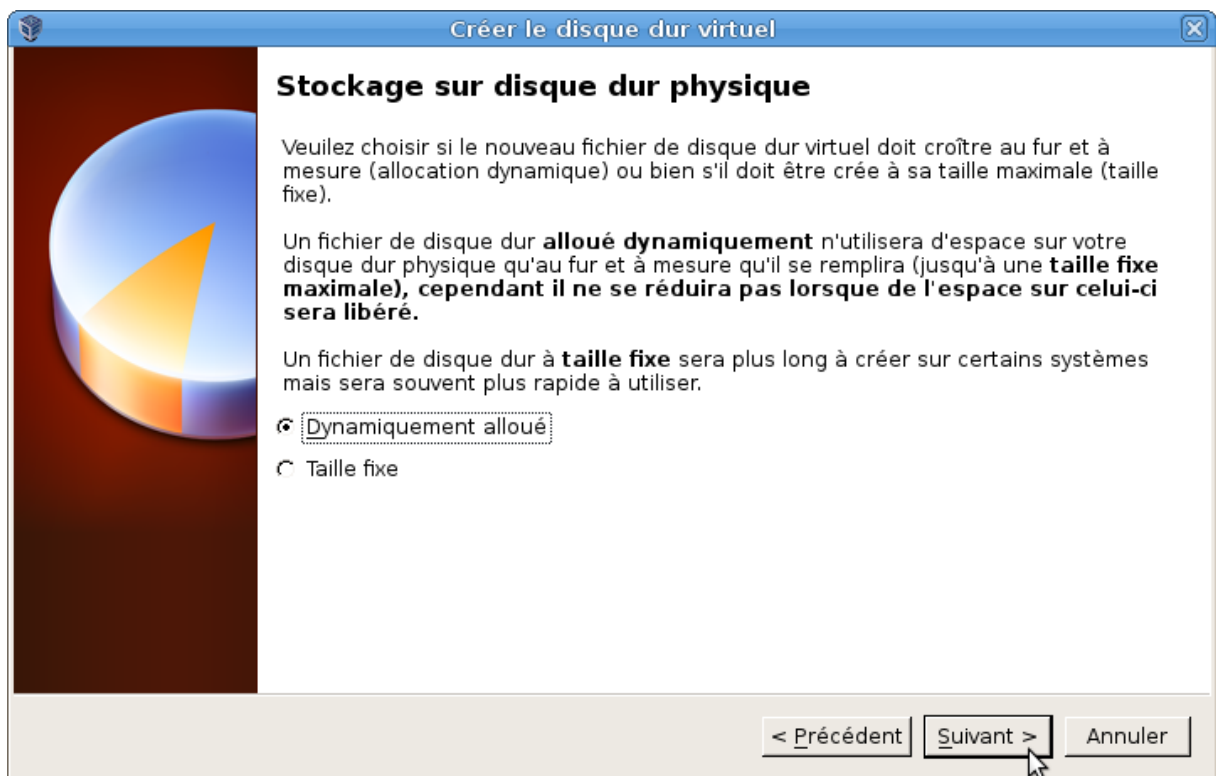 Créer le disque dur virtuel
Stockage sur disque dur physique
Veuilez choisir si le nouveau fichier de disque dur virtuel doit croître au fur et à
mesure (allocation dynamique) ou bien s'il doit être crée à sa taille maximale (taille
fixe).
Un fichier de disque dur alloué dynamiquement n'utilisera d'espace sur votre
disque dur physique qu'au fur et à mesure qu'il se remplira (jusqu'à une taille fixe
maximale), cependant il ne se réduira pas lorsque de l'espace sur celui-ci
sera libéré.
Un fichier de disque dur à taille fixe sera plus long à créer sur certains systèmes
mais sera souvent plus rapide à utiliser.
Dynamiquement alloué
Taille fixe
< Précédent Suivant > Annuler